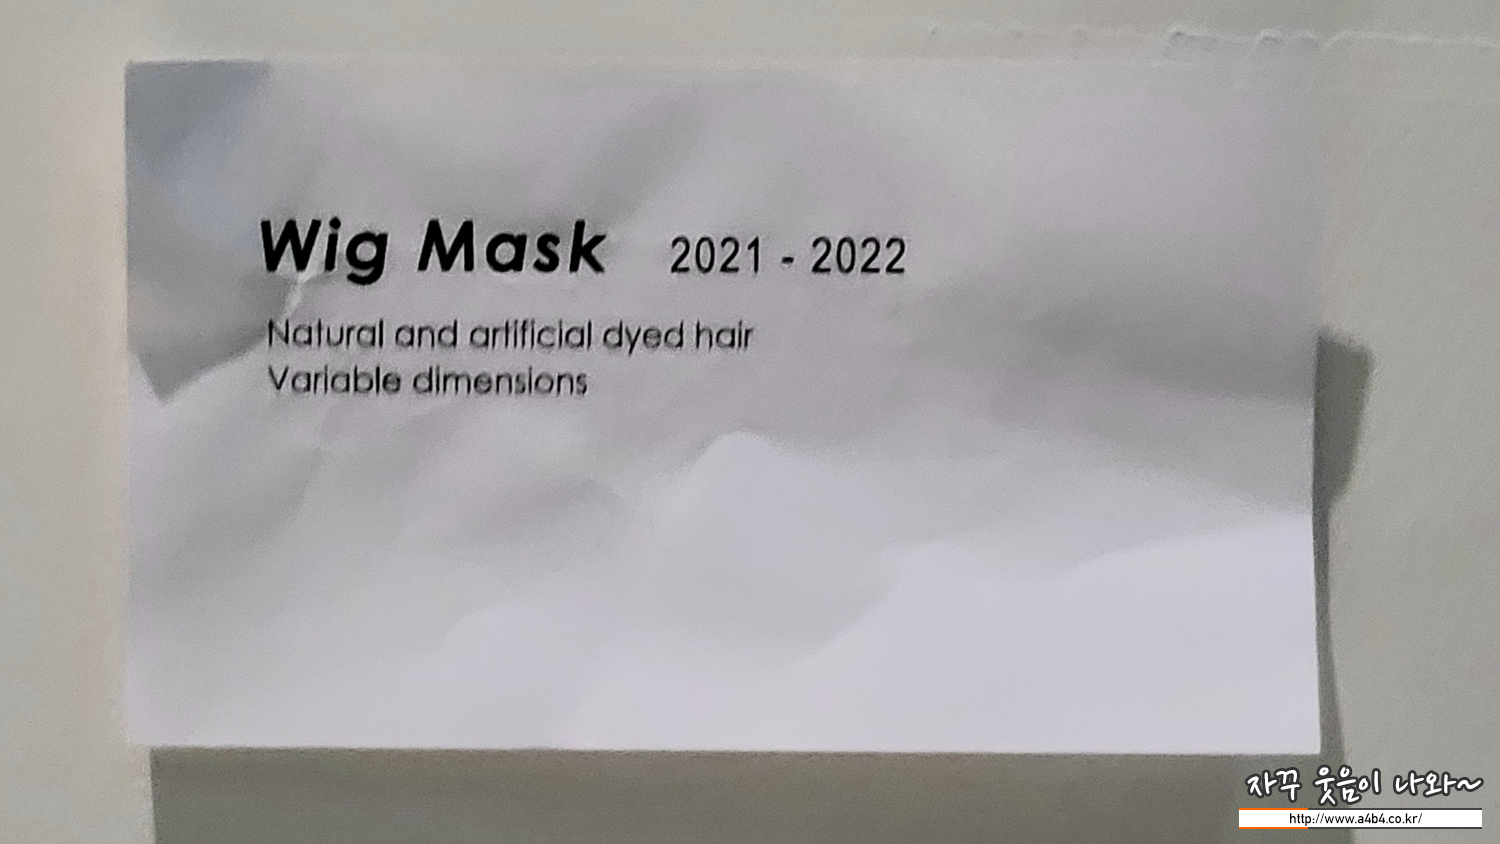 Wig Mask 2021 - 2022
Natural and artificial dyed hair
Variable dimensions
자꾸 웃음이 나와~
http://www.a4b4.co.kr/